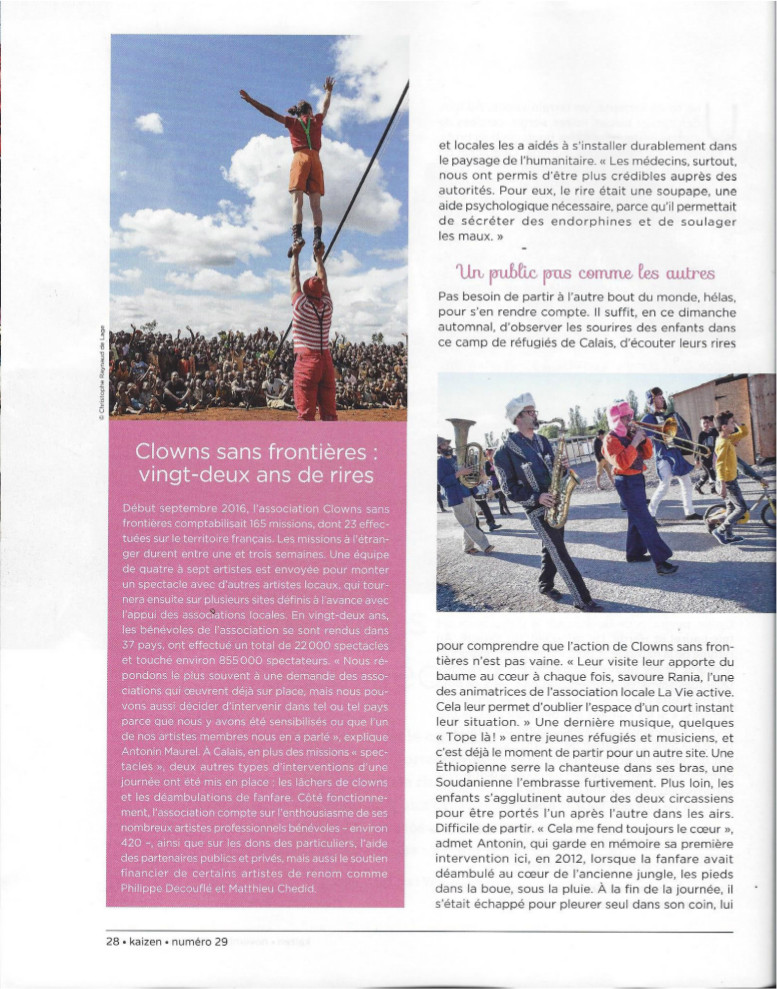 © Christophe Raynaud de Lage
Clowns sans frontières :
vingt-deux ans de rires
Début septembre 2016, l'association Clowns sans
frontières comptabilisait 165 missions, dont 23 effec-
tuées sur le territoire français. Les missions à l'étran-
ger durent entre une et trois semaines. Une équipe
de quatre à sept artistes est envoyée pour monter
un spectacle avec d'autres artistes locaux, qui tour-
nera ensuite sur plusieurs sites définis à l'avance avec
l'appui des associations locales. En vingt-deux ans,
les bénévoles de l'association se sont rendus dans
37 pays, ont effectué un total de 22 000 spectacles
et touché environ 855 000 spectateurs. « Nous ré-
pondons le plus souvent à une demande des asso-
ciations qui œuvrent déjà sur place, mais nous pou-
vons aussi décider d'intervenir dans tel ou tel pays
parce que nous y avons été sensibilisés ou que l'un
de nos artistes membres nous en a parlé », explique
Antonin Maurel. À Calais, en plus des missions « spec-
tacles », deux autres types d'interventions d'une
journée ont été mis en place : les lâchers de clowns
et les déambulations de fanfare. Côté fonctionne-
ment, l'association compte sur l'enthousiasme de ses
nombreux artistes professionnels bénévoles – environ
420 –, ainsi que sur les dons des particuliers, l'aide
des partenaires publics et privés, mais aussi le soutien
financier de certains artistes de renom comme
Philippe Decouflé et Matthieu Chedid.
et locales les a aidés à s'installer durablement dans
le paysage de l'humanitaire. « Les médecins, surtout,
nous ont permis d'être plus crédibles auprès des
autorités. Pour eux, le rire était une soupape, une
aide psychologique nécessaire, parce qu'il permettait
de sécréter des endorphines et de soulager
les maux. »
Un public pas comme les autres
Pas besoin de partir à l'autre bout du monde, hélas,
pour s'en rendre compte. Il suffit, en ce dimanche
automnal, d'observer les sourires des enfants dans
ce camp de réfugiés de Calais, d'écouter leurs rires
pour comprendre que l'action de Clowns sans fron-
tières n'est pas vaine. « Leur visite leur apporte du
baume au cœur à chaque fois, savoure Rania, l'une
des animatrices de l'association locale La Vie active.
Cela leur permet d'oublier l'espace d'un court instant
leur situation. » Une dernière musique, quelques
« Tope là ! » entre jeunes réfugiés et musiciens, et
c'est déjà le moment de partir pour un autre site. Une
Éthiopienne serre la chanteuse dans ses bras, une
Soudanienne l'embrasse furtivement. Plus loin, les
enfants s'agglutinent autour des deux circassiens
pour être portés l'un après l'autre dans les airs.
Difficile de partir. « Cela me fend toujours le cœur »,
admet Antonin, qui garde en mémoire sa première
intervention ici, en 2012, lorsque la fanfare avait
déambulé au cœur de l'ancienne jungle, les pieds
dans la boue, sous la pluie. À la fin de la journée, il
s'était échappé pour pleurer seul dans son coin, lui
28 • kaizen • numéro 29